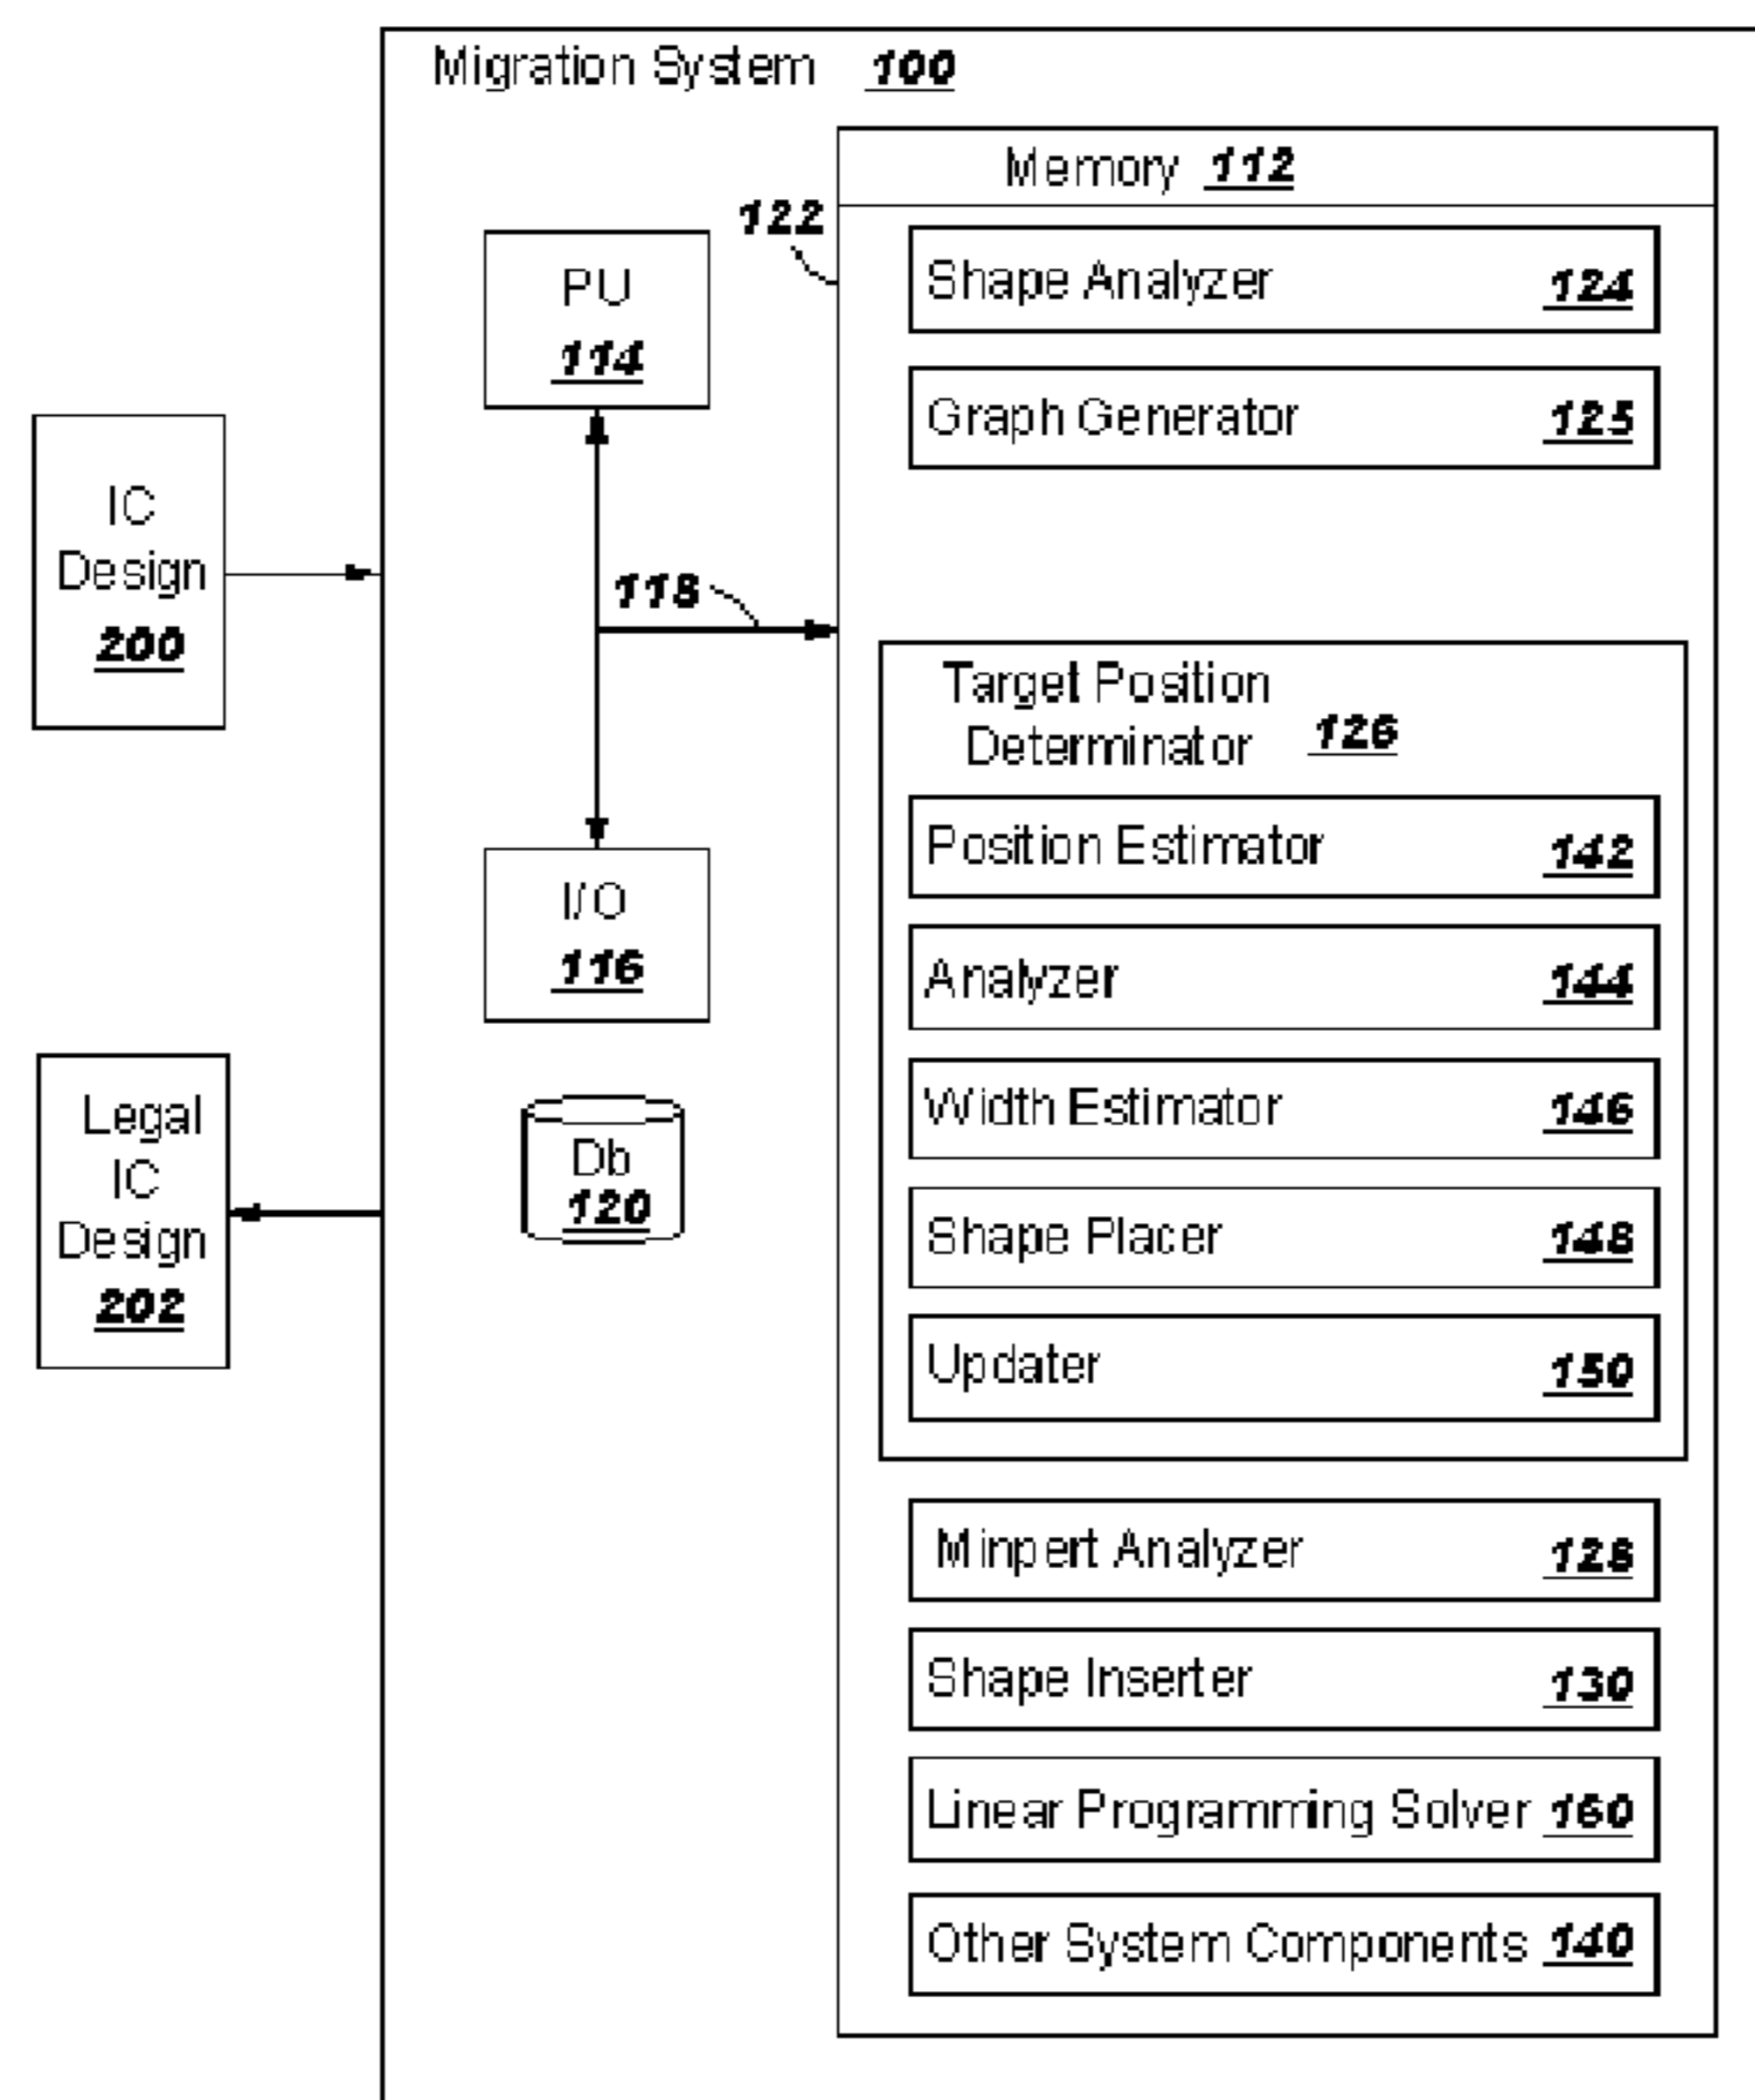 Migration System 100
Memory 112
122
Shape Analyzer 124
PU
114
Graph Generator 125
IC
Design
200
118
Target Position
Determinator 126
Position Estimator 142
I/O
116
Analyzer 144
Legal
IC
Design
202
Db
120
Width Estimator 146
Shape Placer 148
Updater 150
Minpert Analyzer 128
Shape Inserter 130
Linear Programming Solver 160
Other System Components 140